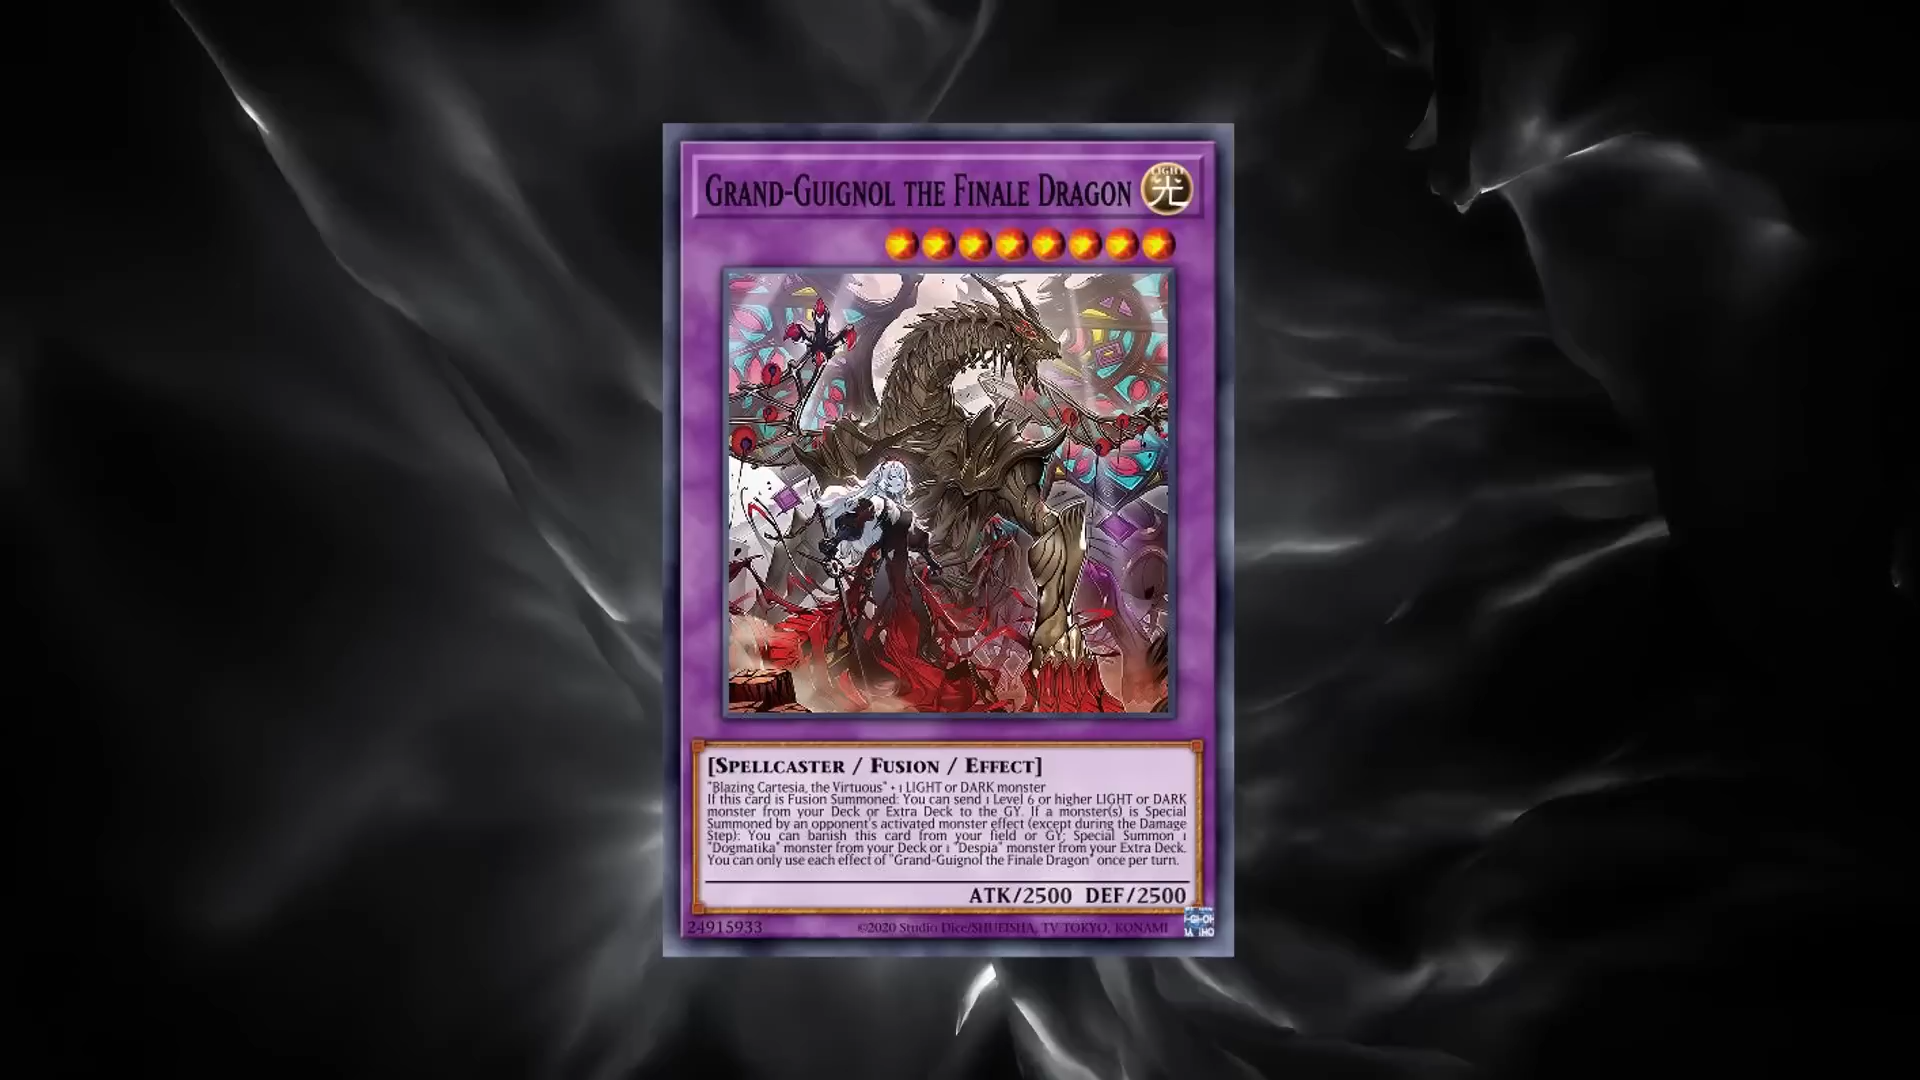 GRAND-GUIGNOL THE FINALE DRAGON
LIGHT
光
[SPELLCASTER / FUSION / EFFECT]
"Blazing Cartesia, the Virtuous" + 1 LIGHT or DARK monster
If this card is Fusion Summoned: You can send 1 Level 6 or higher LIGHT or DARK
monster from your Deck or Extra Deck to the GY. If a monster(s) is Special
Summoned by an opponent's activated monster effect (except during the Damage
Step): You can banish this card from your field or GY; Special Summon 1
"Dogmatika" monster from your Deck or 1 "Despia" monster from your Extra Deck.
You can only use each effect of "Grand-Guignol the Finale Dragon" once per turn.
ATK/2500 DEF/2500
24915933
©2020 Studio Dice/SHUEISHA, TV TOKYO, KONAMI